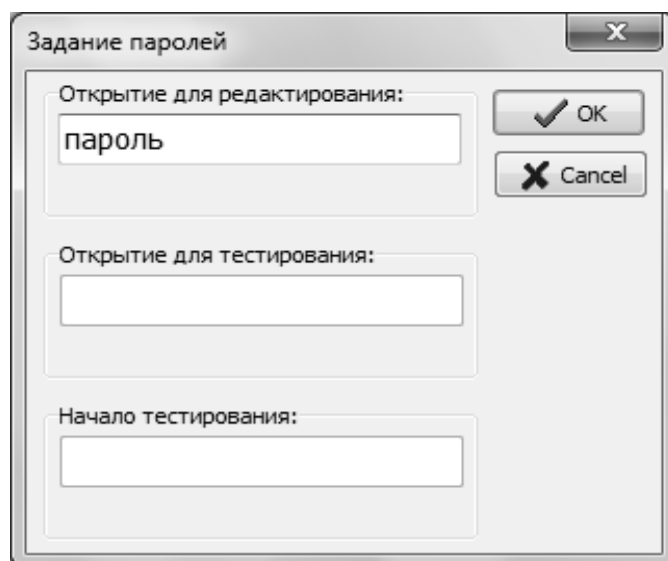 Задание паролей
x
Открытие для редактирования:
OK
пароль
Cancel
Открытие для тестирования:
Начало тестирования: